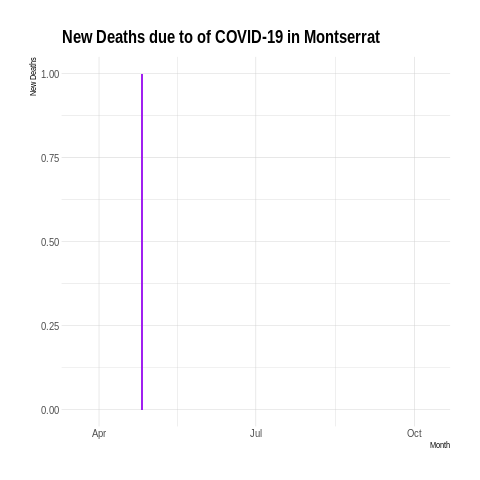 New Deaths due to of COVID-19 in Montserrat
New Deaths
1.00
0.75
0.50
0.25
0.00
Apr Jul Oct
Month